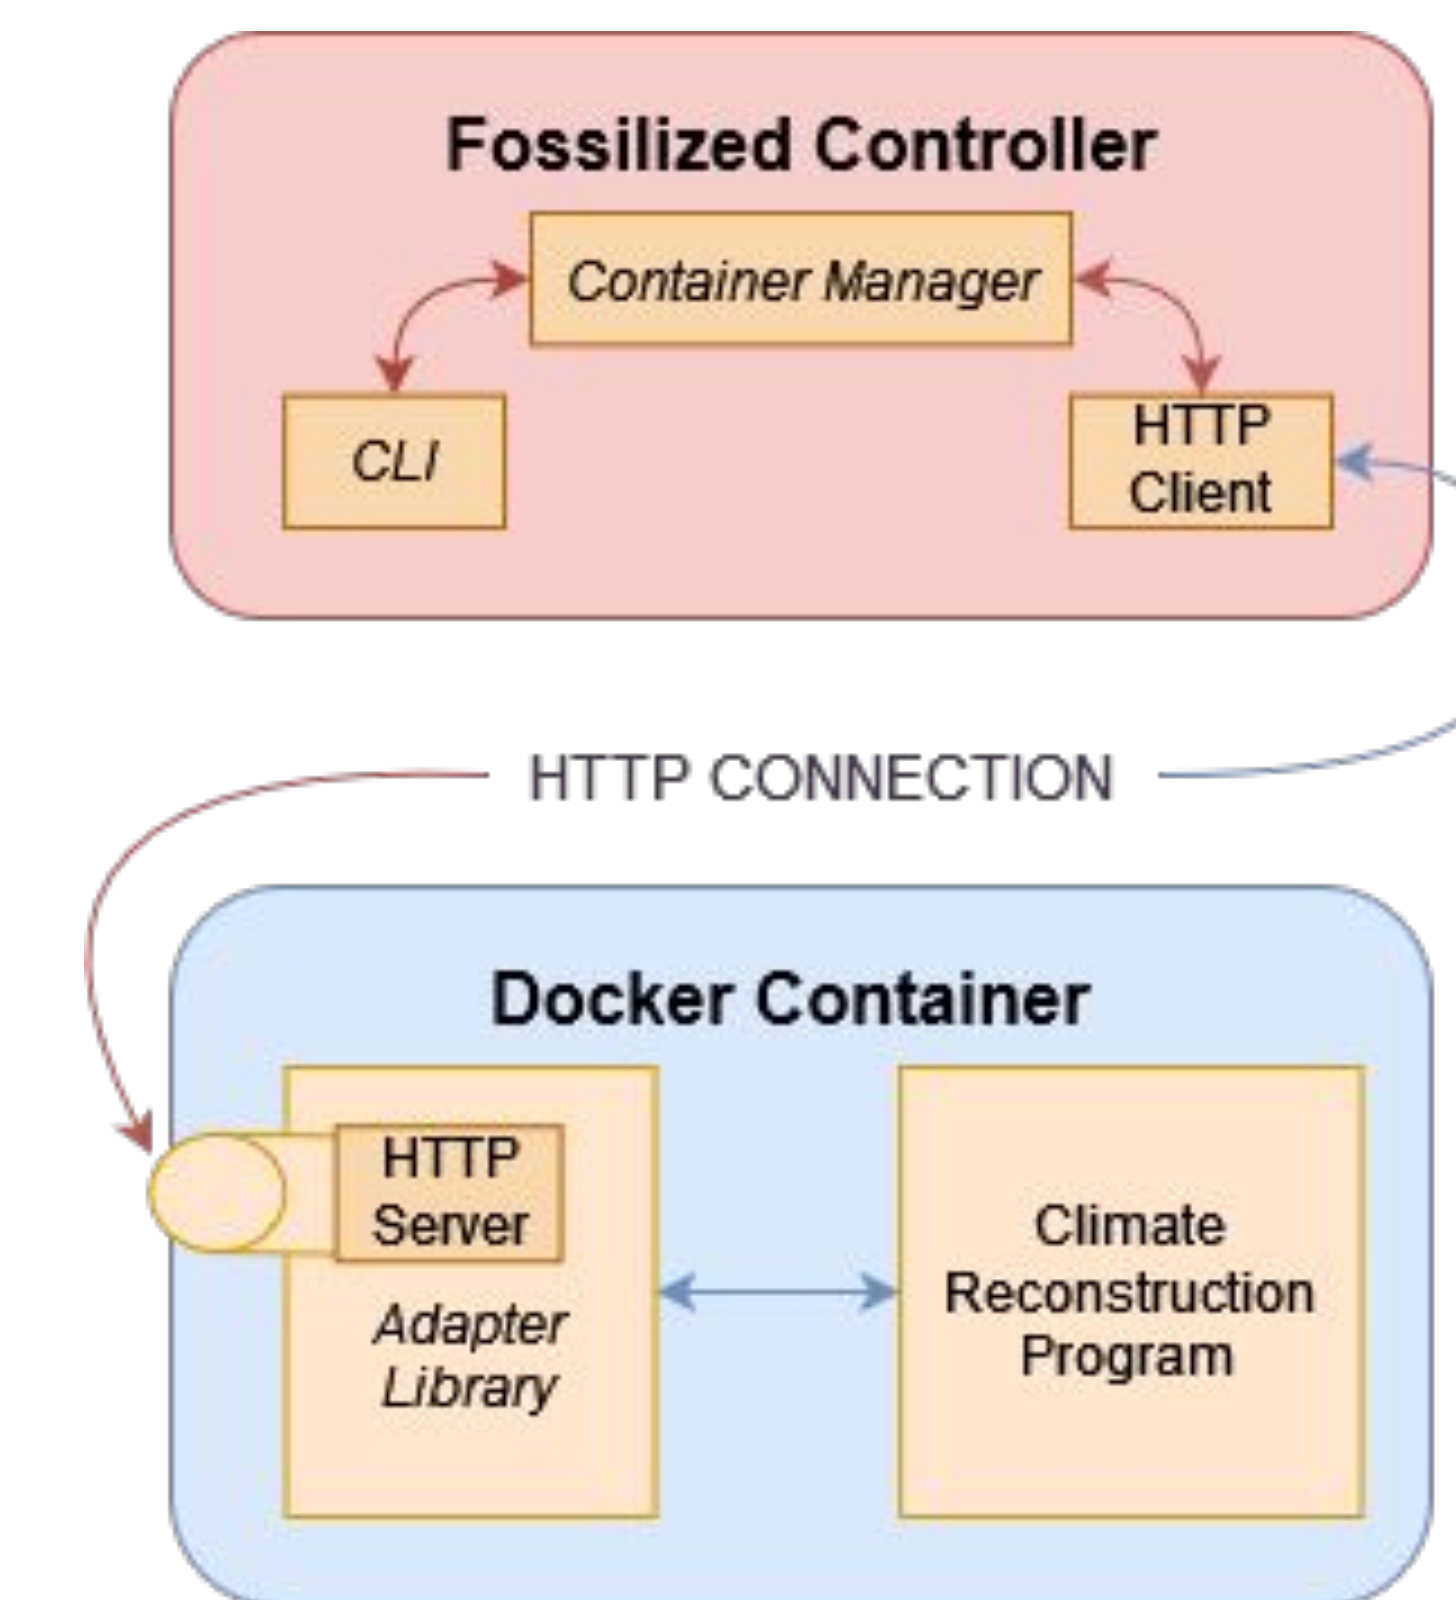 Fossilized Controller
Container Manager
CLI
HTTP
Client
HTTP CONNECTION
Docker Container
HTTP
Server
Adapter
Library
Climate
Reconstruction
Program